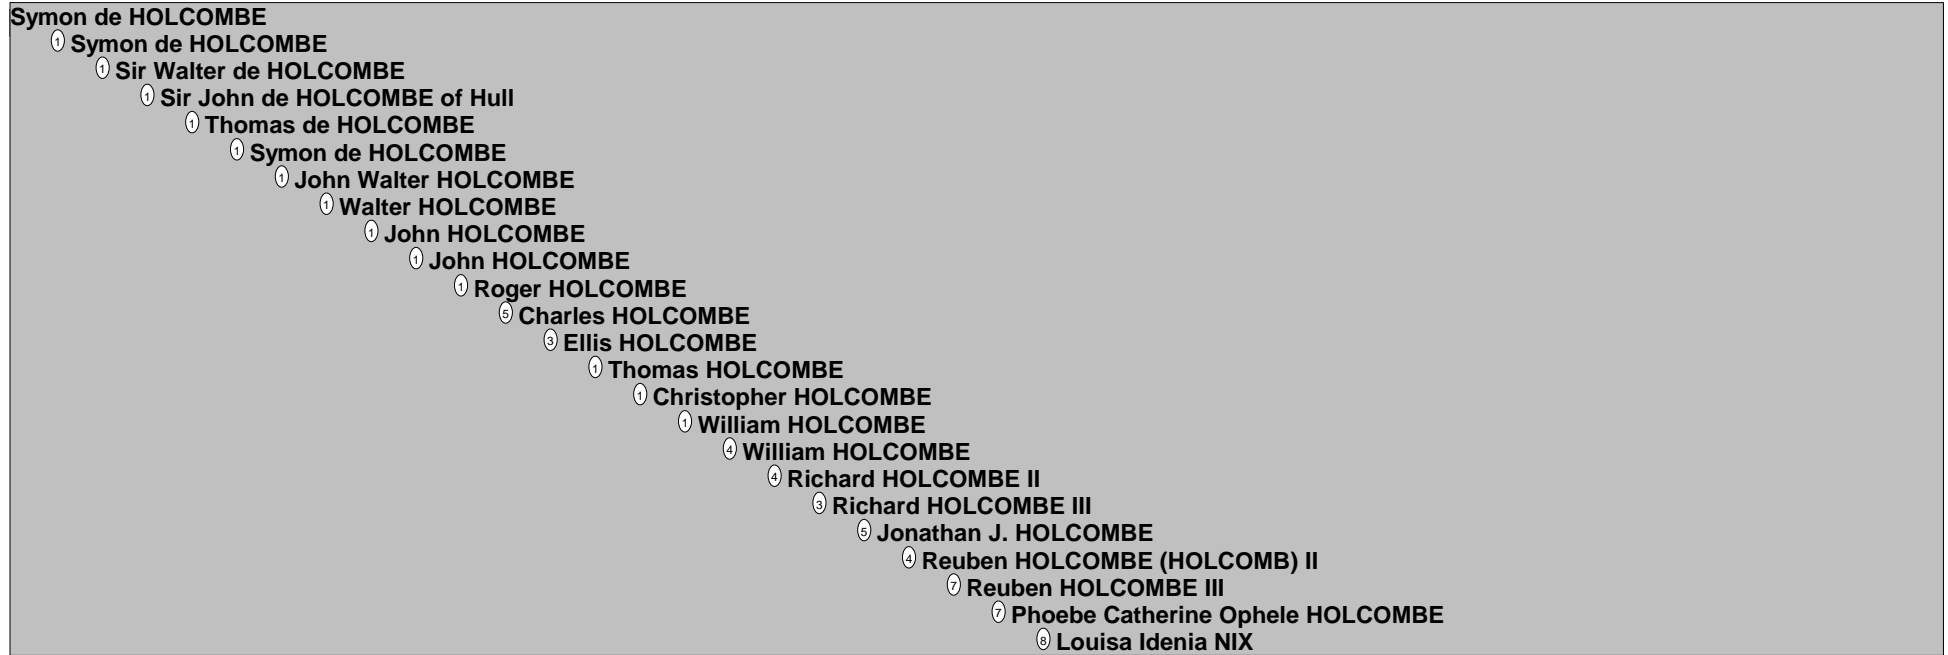 Symon de HOLCOMBE
1 Symon de HOLCOMBE
1 Sir Walter de HOLCOMBE
1 Sir John de HOLCOMBE of Hull
1 Thomas de HOLCOMBE
1 Symon de HOLCOMBE
1 John Walter HOLCOMBE
1 Walter HOLCOMBE
1 John HOLCOMBE
1 John HOLCOMBE
1 Roger HOLCOMBE
5 Charles HOLCOMBE
3 Ellis HOLCOMBE
1 Thomas HOLCOMBE
1 Christopher HOLCOMBE
1 William HOLCOMBE
4 William HOLCOMBE
4 Richard HOLCOMBE II
3 Richard HOLCOMBE III
5 Jonathan J. HOLCOMBE
4 Reuben HOLCOMBE (HOLCOMB) II
7 Reuben HOLCOMBE III
7 Phoebe Catherine Ophele HOLCOMBE
8 Louisa Idenia NIX